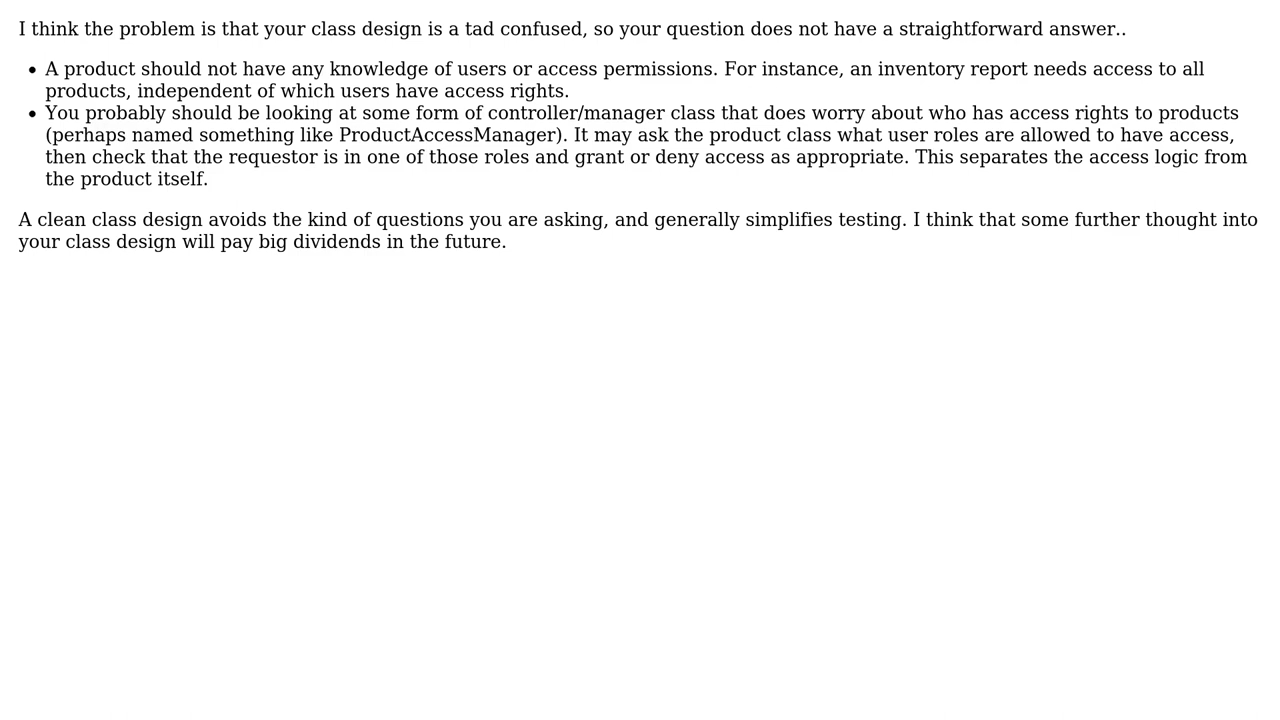 I think the problem is that your class design is a tad confused, so your question does not have a straightforward answer..
• A product should not have any knowledge of users or access permissions. For instance, an inventory report needs access to all
products, independent of which users have access rights.
• You probably should be looking at some form of controller/manager class that does worry about who has access rights to products
(perhaps named something like ProductAccessManager). It may ask the product class what user roles are allowed to have access,
then check that the requestor is in one of those roles and grant or deny access as appropriate. This separates the access logic from
the product itself.
A clean class design avoids the kind of questions you are asking, and generally simplifies testing. I think that some further thought into
your class design will pay big dividends in the future.